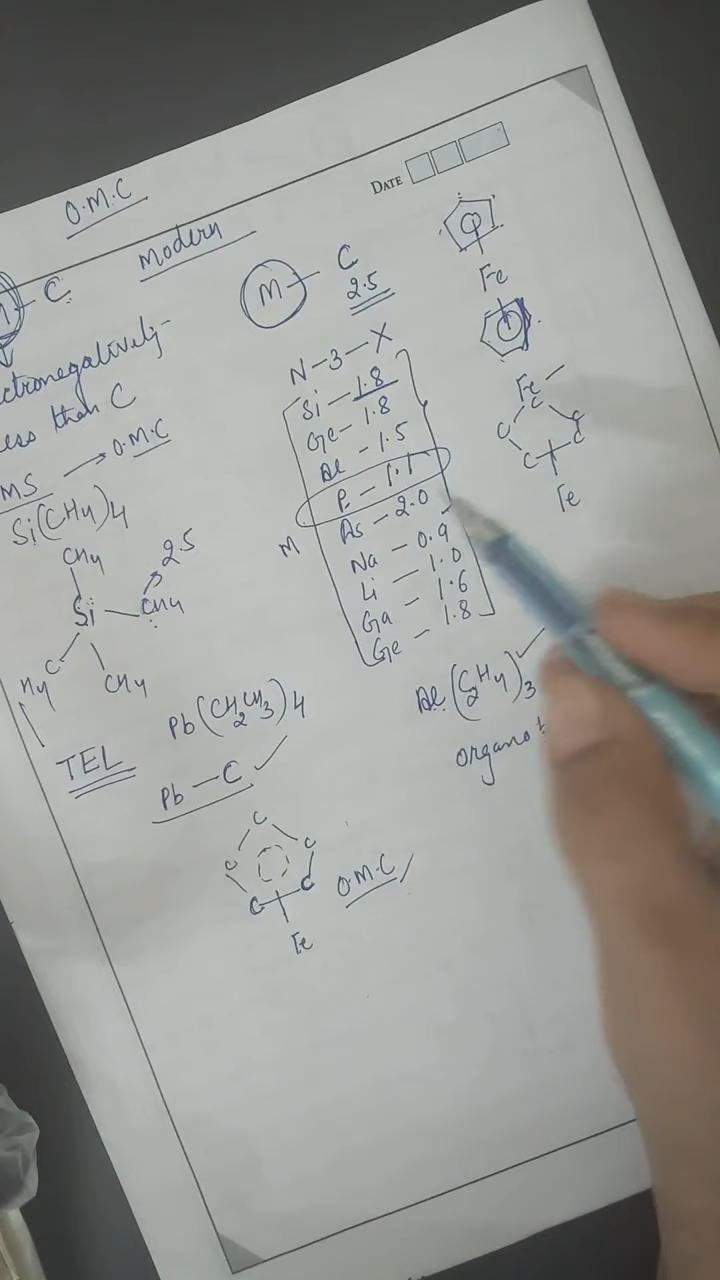 O.M.C
DATE
Modern
C
M - C
2.5
Fe
ess than C
N - 3 - X
Si - 1.8
Ge - 1.8
Al - 1.5
P - 1.1
As - 2.0
Na - 0.9
Li - 1.0
Ga - 1.6
Ge - 1.8
M
Fe
C
C
C
C
C
Fe
MS → O.M.C
Si(CH4)4
CH4
2.5
Si - CH4
H4C
CH4
TEL
Pb(CH2CH3)4
Pb - C ✓
Al(C2H4)3 ✓
organo
C
C
C
C
C
Fe
O.M.C